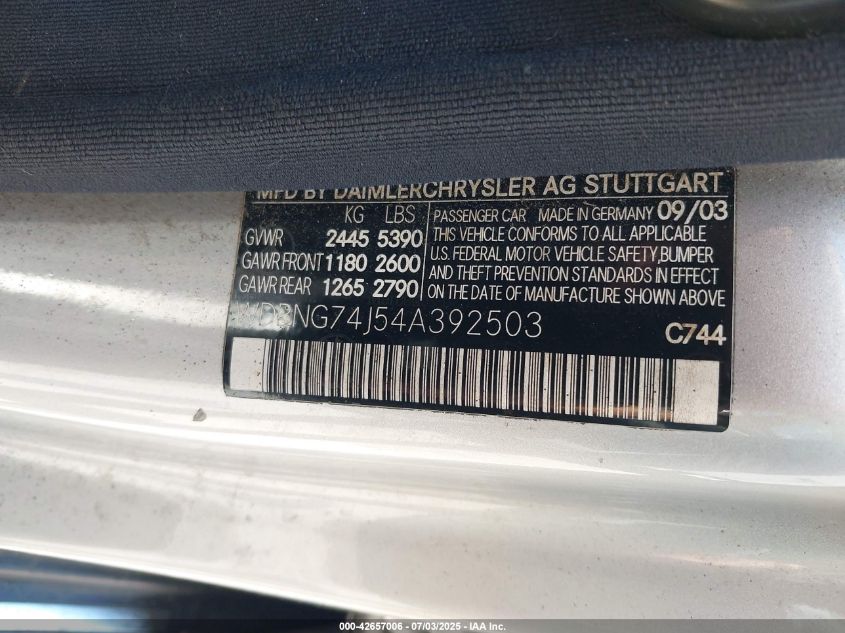 MFD BY DAIMLERCHRYSLER AG STUTTGART
KG LBS
GVWR 2445 5390
GAWR FRONT 1180 2600
GAWR REAR 1265 2790
PASSENGER CAR MADE IN GERMANY 09/03
THIS VEHICLE CONFORMS TO ALL APPLICABLE
U.S. FEDERAL MOTOR VEHICLE SAFETY,BUMPER
AND THEFT PREVENTION STANDARDS IN EFFECT
ON THE DATE OF MANUFACTURE SHOWN ABOVE
WDBNG74J54A392503
C744
000-42657006 - 07/03/2025 - IAA Inc.